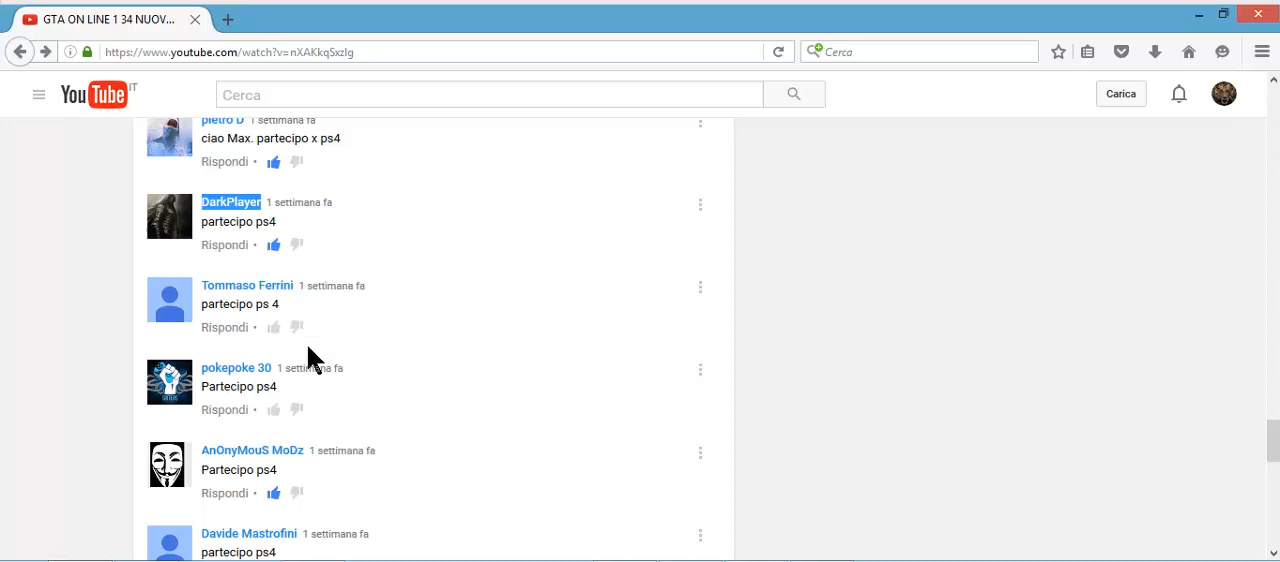 GTA ON LINE 1 34 NUOV...
https://www.youtube.com/watch?v=nXAKkqSxzIg
Cerca
YouTube IT
Cerca
Carica
pietro D 1 settimana fa
ciao Max. partecipo x ps4
Rispondi •
DarkPlayer 1 settimana fa
partecipo ps4
Rispondi •
Tommaso Ferrini 1 settimana fa
partecipo ps 4
Rispondi •
pokepoke 30 1 settimana fa
Partecipo ps4
Rispondi •
AnOnyMouS MoDz 1 settimana fa
Partecipo ps4
Rispondi •
Davide Mastrofini 1 settimana fa
partecipo ps4